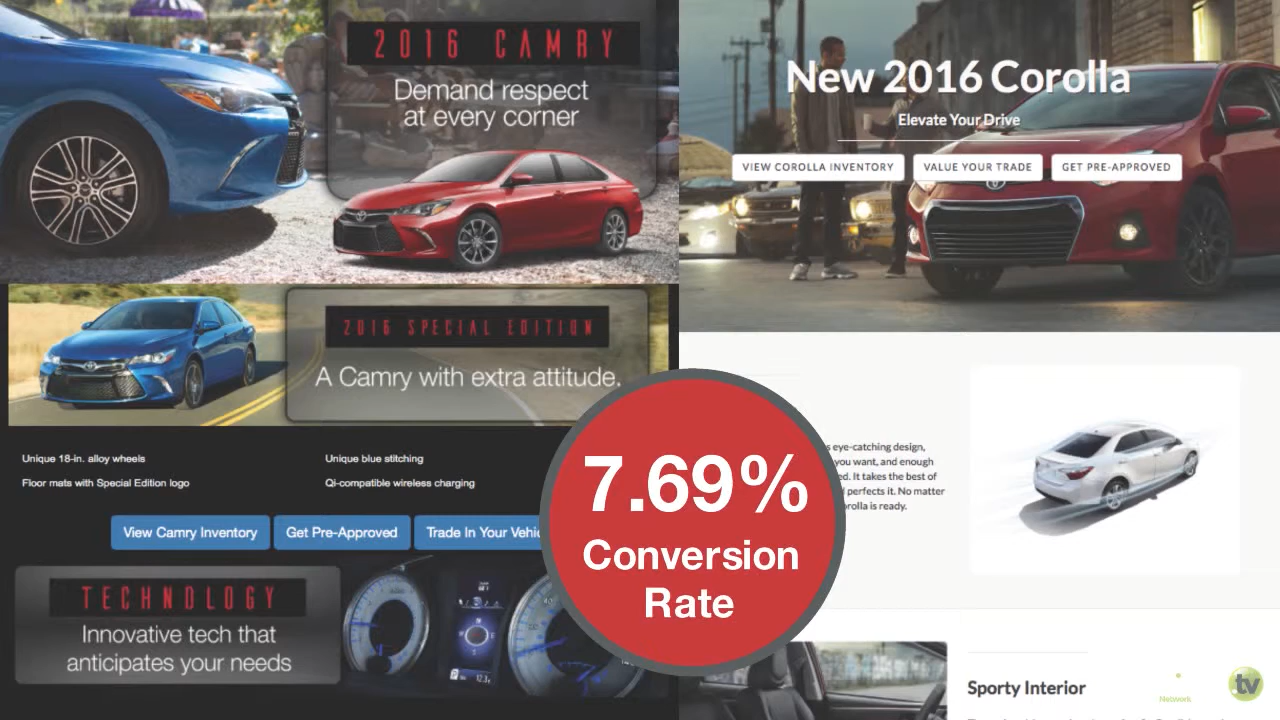 2016 CAMRY
Demand respect
at every corner
2016 SPECIAL EDITION
A Camry with extra attitude.
Unique 18-in. alloy wheels
Unique blue stitching
Floor mats with Special Edition logo
Qi-compatible wireless charging
View Camry Inventory
Get Pre-Approved
Trade In Your
TECHNOLOGY
Innovative tech that
anticipates your needs
New 2016 Corolla
Elevate Your Drive
VIEW COROLLA INVENTORY
VALUE YOUR TRADE
GET PRE-APPROVED
eye-catching design,
you want, and enough
It takes the best of
perfects it. No matter
is ready.
7.69%
Conversion
Rate
Sporty Interior
Network
.tv